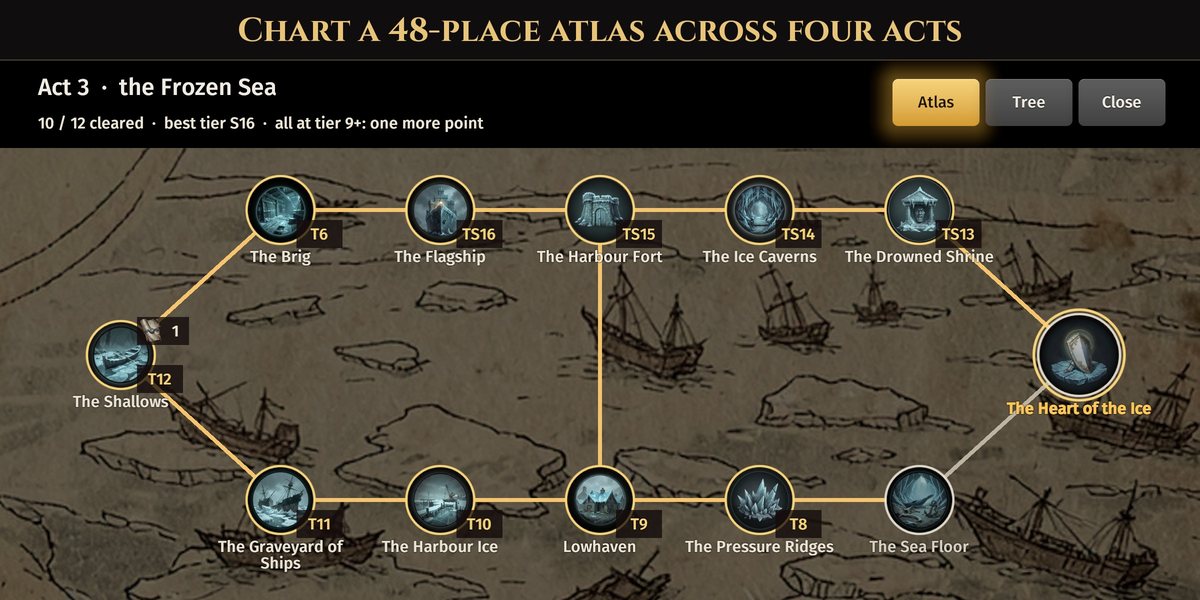 Chart a 48-place atlas across four acts
Act 3 · the Frozen Sea
10 / 12 cleared · best tier S16 · all at tier 9+: one more point
Atlas
Tree
Close
T6
The Brig
TS16
The Flagship
TS15
The Harbour Fort
TS14
The Ice Caverns
TS13
The Drowned Shrine
1
T12
The Shallows
The Heart of the Ice
T11
The Graveyard of
Ships
T10
The Harbour Ice
T9
Lowhaven
T8
The Pressure Ridges
The Sea Floor